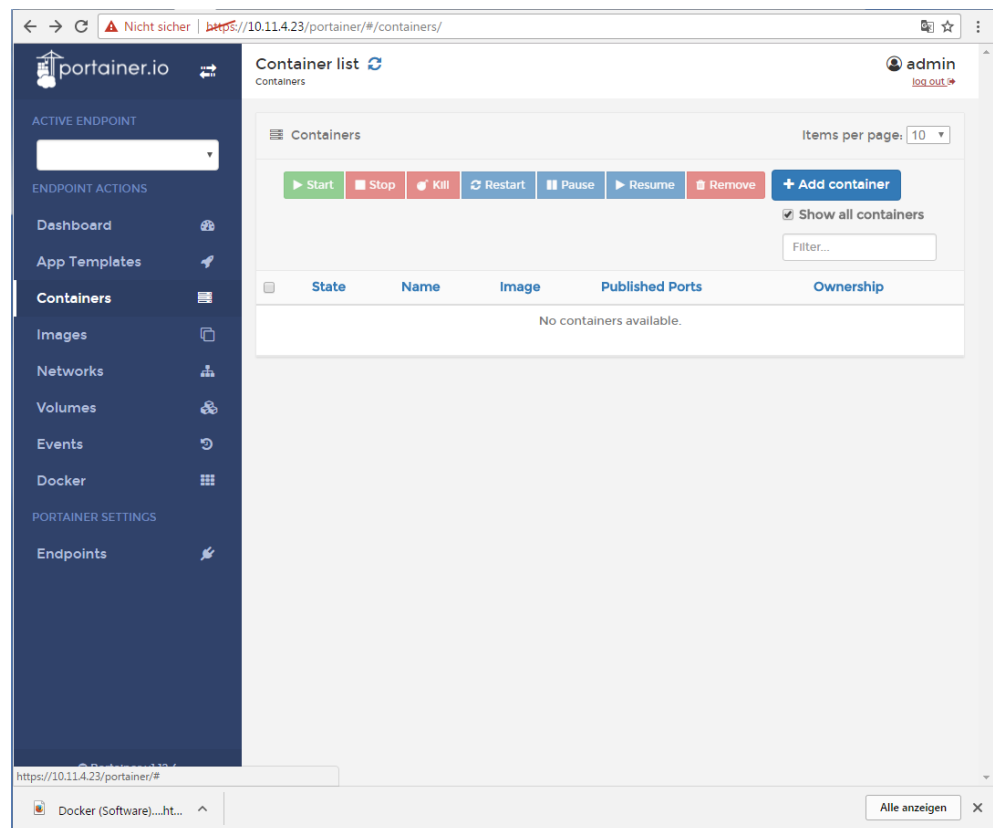 Nicht sicher | https://10.11.4.23/portainer/#/containers/
portainer.io
Container list
Containers
admin
log out
ACTIVE ENDPOINT
ENDPOINT ACTIONS
Dashboard
App Templates
Containers
Images
Networks
Volumes
Events
Docker
PORTAINER SETTINGS
Endpoints
Containers
Items per page: 10
Start Stop Kill Restart Pause Resume Remove + Add container
Show all containers
Filter...
State Name Image Published Ports Ownership
No containers available.
https://10.11.4.23/portainer/#
Docker (Software)....ht...
Alle anzeigen